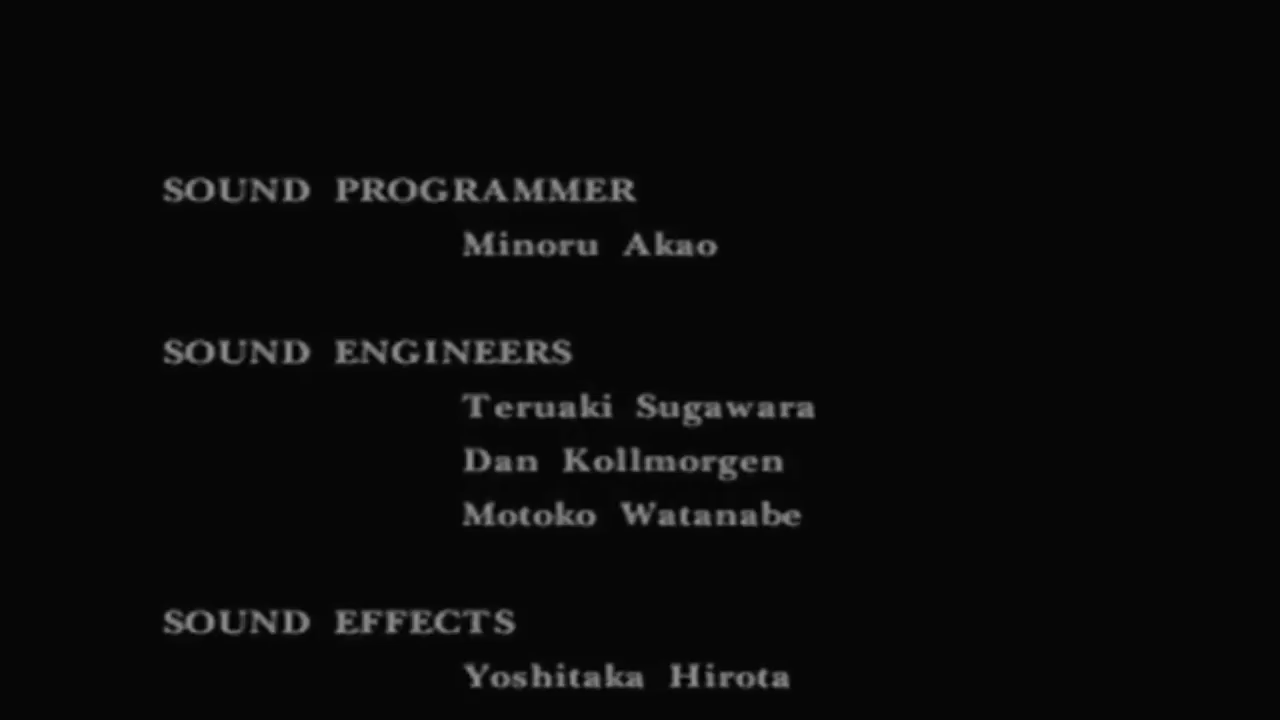 SOUND PROGRAMMER
Minoru Akao
SOUND ENGINEERS
Teruaki Sugawara
Dan Kollmorgen
Motoko Watanabe
SOUND EFFECTS
Yoshitaka Hirota